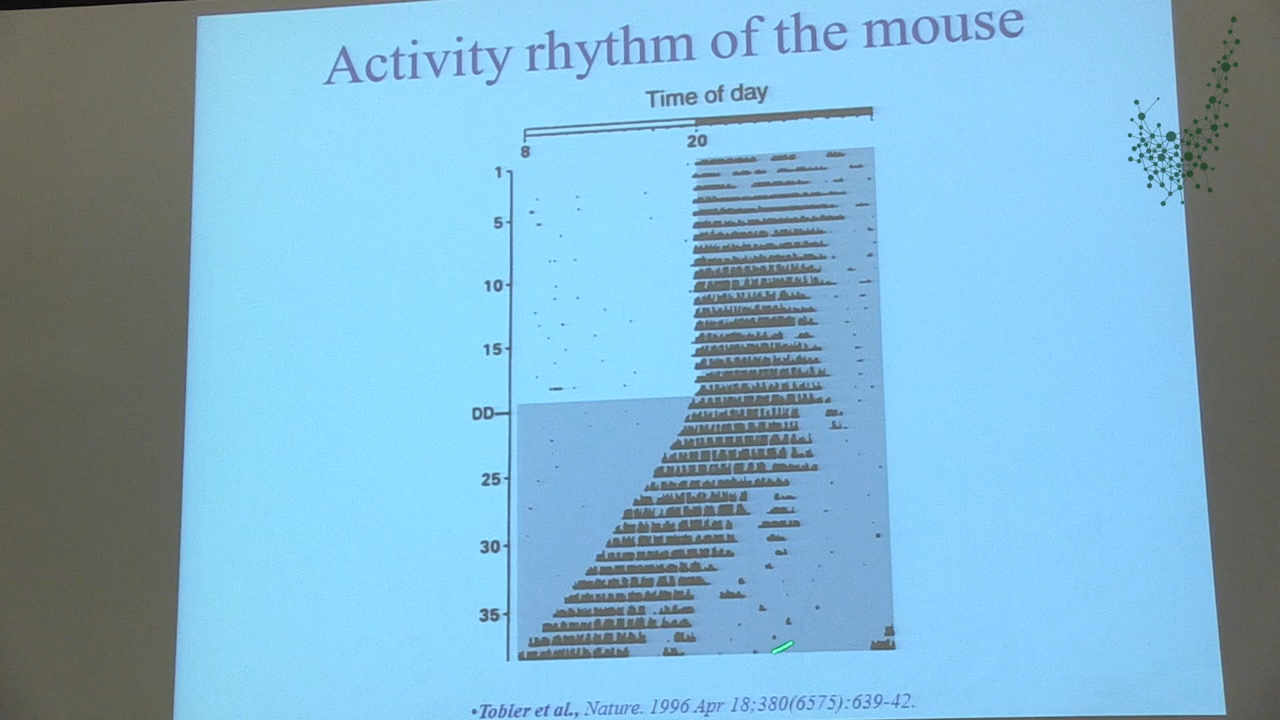 Activity rhythm of the mouse
Time of day
8 20
1
5
10
15
DD
25
30
35
•Tobler et al., Nature. 1996 Apr 18;380(6575):639-42.